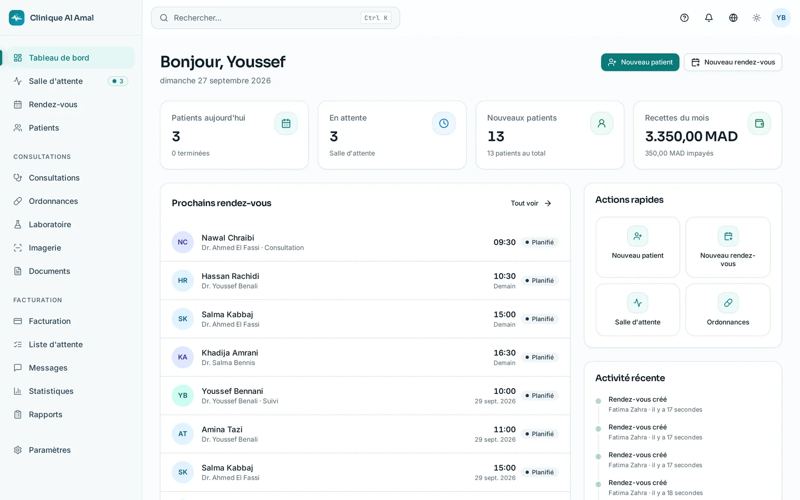 Clinique Al Amal
Rechercher...
Ctrl K
YB
Tableau de bord
Salle d'attente
3
Rendez-vous
Patients
CONSULTATIONS
Consultations
Ordonnances
Laboratoire
Imagerie
Documents
FACTURATION
Facturation
Liste d'attente
Messages
Statistiques
Rapports
Paramètres
Bonjour, Youssef
dimanche 27 septembre 2026
Nouveau patient
Nouveau rendez-vous
Patients aujourd'hui
3
0 terminées
En attente
3
Salle d'attente
Nouveaux patients
13
13 patients au total
Recettes du mois
3.350,00 MAD
350,00 MAD impayés
Prochains rendez-vous
Tout voir
NC
Nawal Chraibi
Dr. Ahmed El Fassi · Consultation
09:30
Planifié
HR
Hassan Rachidi
Dr. Youssef Benali
10:30
Demain
Planifié
SK
Salma Kabbaj
Dr. Ahmed El Fassi
15:00
Demain
Planifié
KA
Khadija Amrani
Dr. Salma Bennis
16:30
Demain
Planifié
YB
Youssef Bennani
Dr. Youssef Benali · Suivi
10:00
29 sept. 2026
Planifié
AT
Amina Tazi
Dr. Youssef Benali
11:00
29 sept. 2026
Planifié
SK
Salma Kabbaj
Dr. Ahmed El Fassi
15:00
29 sept. 2026
Planifié
Actions rapides
Nouveau patient
Nouveau rendez-
vous
Salle d'attente
Ordonnances
Activité récente
Rendez-vous créé
Fatima Zahra · il y a 17 secondes
Rendez-vous créé
Fatima Zahra · il y a 17 secondes
Rendez-vous créé
Fatima Zahra · il y a 17 secondes
Rendez-vous créé
Fatima Zahra · il y a 18 secondes